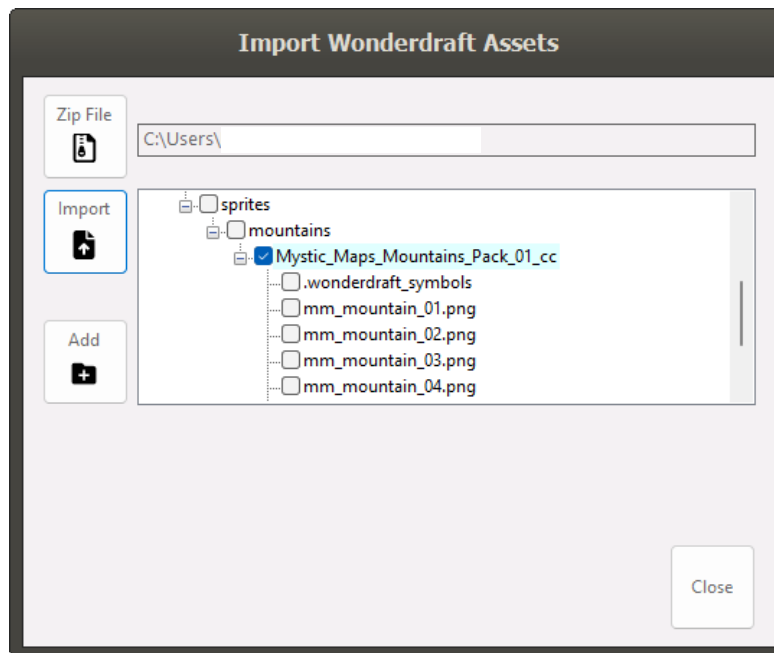 Import Wonderdraft Assets
Zip File
C:\Users\
Import
sprites
mountains
Mystic_Maps_Mountains_Pack_01_cc
.wonderdraft_symbols
mm_mountain_01.png
mm_mountain_02.png
mm_mountain_03.png
mm_mountain_04.png
Add
Close